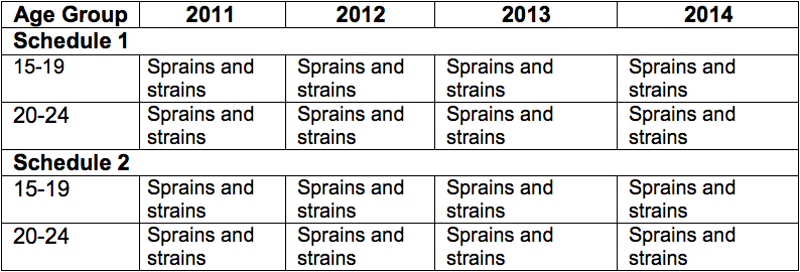 Age Group 2011 2012 2013 2014
Schedule 1
15-19 Sprains and strains Sprains and strains Sprains and strains Sprains and strains
20-24 Sprains and strains Sprains and strains Sprains and strains Sprains and strains
Schedule 2
15-19 Sprains and strains Sprains and strains Sprains and strains Sprains and strains
20-24 Sprains and strains Sprains and strains Sprains and strains Sprains and strains